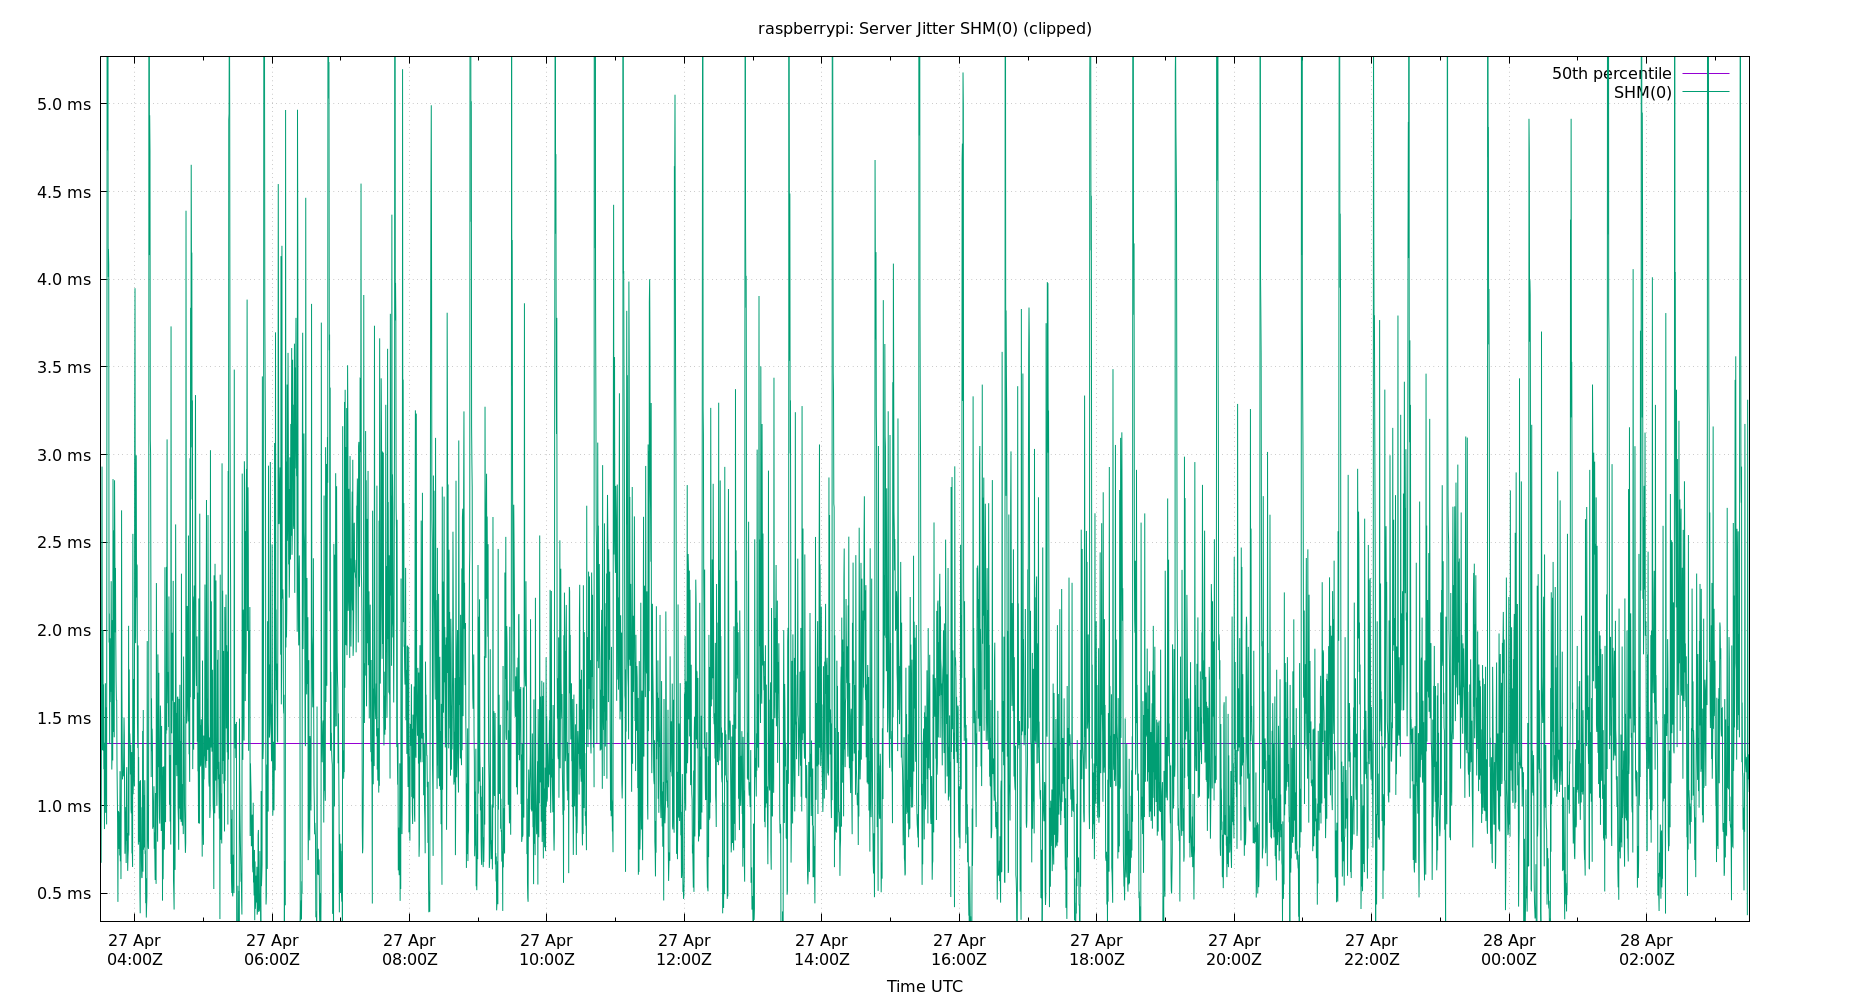 raspberrypi: Server Jitter SHM(0) (clipped)
50th percentile
SHM(0)
5.0 ms
4.5 ms
4.0 ms
3.5 ms
3.0 ms
2.5 ms
2.0 ms
1.5 ms
1.0 ms
0.5 ms
27 Apr 27 Apr 27 Apr 27 Apr 27 Apr 27 Apr 27 Apr 27 Apr 27 Apr 27 Apr 28 Apr 28 Apr
04:00Z 06:00Z 08:00Z 10:00Z 12:00Z 14:00Z 16:00Z 18:00Z 20:00Z 22:00Z 00:00Z 02:00Z
Time UTC